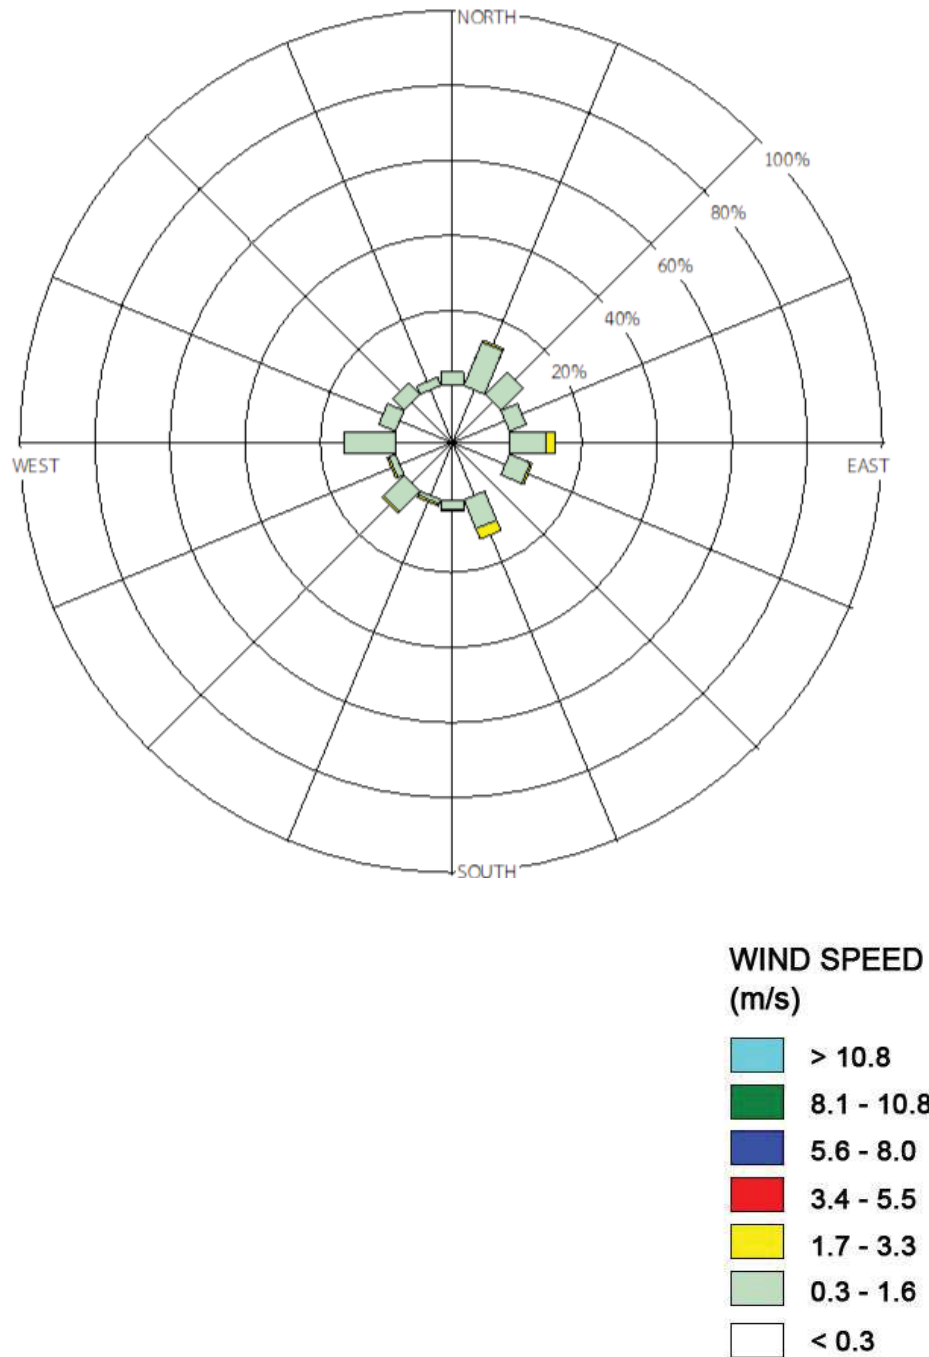 NORTH
100%
80%
60%
40%
20%
WEST
EAST
SOUTH
WIND SPEED
(m/s)
> 10.8
8.1 - 10.8
5.6 - 8.0
3.4 - 5.5
1.7 - 3.3
0.3 - 1.6
< 0.3